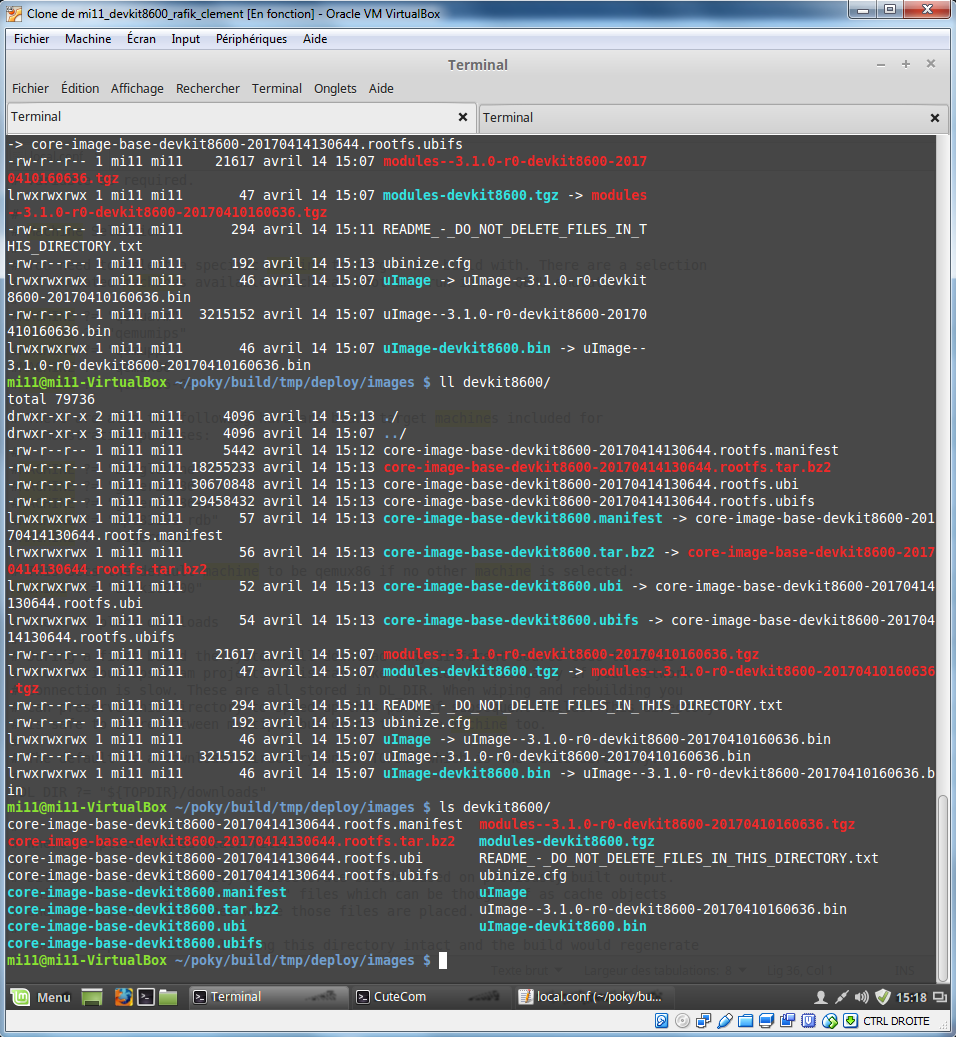 Clone de mi11_devkit8600_rafik_clement [En fonction] - Oracle VM VirtualBox
Fichier Machine Écran Input Périphériques Aide
Terminal
Fichier Édition Affichage Rechercher Terminal Onglets Aide
Terminal Terminal
-> core-image-base-devkit8600-20170414130644.rootfs.ubifs
-rw-r--r-- 1 mi11 mi11 21617 avril 14 15:07 modules--3.1.0-r0-devkit8600-2017
0410160636.tgz
lrwxrwxrwx 1 mi11 mi11 47 avril 14 15:07 modules-devkit8600.tgz -> modules
--3.1.0-r0-devkit8600-20170410160636.tgz
-rw-r--r-- 1 mi11 mi11 294 avril 14 15:11 README_-_DO_NOT_DELETE_FILES_IN_T
HIS_DIRECTORY.txt
-rw-r--r-- 1 mi11 mi11 192 avril 14 15:13 ubinize.cfg
lrwxrwxrwx 1 mi11 mi11 46 avril 14 15:07 uImage -> uImage--3.1.0-r0-devkit
8600-20170410160636.bin
-rw-r--r-- 1 mi11 mi11 3215152 avril 14 15:07 uImage--3.1.0-r0-devkit8600-20170
410160636.bin
lrwxrwxrwx 1 mi11 mi11 46 avril 14 15:07 uImage-devkit8600.bin -> uImage--
3.1.0-r0-devkit8600-20170410160636.bin
mi11@mi11-VirtualBox ~/poky/build/tmp/deploy/images $ ll devkit8600/
total 79736
drwxr-xr-x 2 mi11 mi11 4096 avril 14 15:13 ./
drwxr-xr-x 3 mi11 mi11 4096 avril 14 15:07 ../
-rw-r--r-- 1 mi11 mi11 5442 avril 14 15:12 core-image-base-devkit8600-20170414130644.rootfs.manifest
-rw-r--r-- 1 mi11 mi11 18255233 avril 14 15:13 core-image-base-devkit8600-20170414130644.rootfs.tar.bz2
-rw-r--r-- 1 mi11 mi11 30670848 avril 14 15:13 core-image-base-devkit8600-20170414130644.rootfs.ubi
-rw-r--r-- 1 mi11 mi11 29458432 avril 14 15:13 core-image-base-devkit8600-20170414130644.rootfs.ubifs
lrwxrwxrwx 1 mi11 mi11 57 avril 14 15:13 core-image-base-devkit8600.manifest -> core-image-base-devkit8600-201
70414130644.rootfs.manifest
lrwxrwxrwx 1 mi11 mi11 56 avril 14 15:13 core-image-base-devkit8600.tar.bz2 -> core-image-base-devkit8600-2017
0414130644.rootfs.tar.bz2
lrwxrwxrwx 1 mi11 mi11 52 avril 14 15:13 core-image-base-devkit8600.ubi -> core-image-base-devkit8600-20170414
130644.rootfs.ubi
lrwxrwxrwx 1 mi11 mi11 54 avril 14 15:13 core-image-base-devkit8600.ubifs -> core-image-base-devkit8600-201704
14130644.rootfs.ubifs
-rw-r--r-- 1 mi11 mi11 21617 avril 14 15:07 modules--3.1.0-r0-devkit8600-20170410160636.tgz
lrwxrwxrwx 1 mi11 mi11 47 avril 14 15:07 modules-devkit8600.tgz -> modules--3.1.0-r0-devkit8600-20170410160636
.tgz
-rw-r--r-- 1 mi11 mi11 294 avril 14 15:11 README_-_DO_NOT_DELETE_FILES_IN_THIS_DIRECTORY.txt
-rw-r--r-- 1 mi11 mi11 192 avril 14 15:13 ubinize.cfg
lrwxrwxrwx 1 mi11 mi11 46 avril 14 15:07 uImage -> uImage--3.1.0-r0-devkit8600-20170410160636.bin
-rw-r--r-- 1 mi11 mi11 3215152 avril 14 15:07 uImage--3.1.0-r0-devkit8600-20170410160636.bin
lrwxrwxrwx 1 mi11 mi11 46 avril 14 15:07 uImage-devkit8600.bin -> uImage--3.1.0-r0-devkit8600-20170410160636.b
in
mi11@mi11-VirtualBox ~/poky/build/tmp/deploy/images $ ls devkit8600/
core-image-base-devkit8600-20170414130644.rootfs.manifest modules--3.1.0-r0-devkit8600-20170410160636.tgz
core-image-base-devkit8600-20170414130644.rootfs.tar.bz2 modules-devkit8600.tgz
core-image-base-devkit8600-20170414130644.rootfs.ubi README_-_DO_NOT_DELETE_FILES_IN_THIS_DIRECTORY.txt
core-image-base-devkit8600-20170414130644.rootfs.ubifs ubinize.cfg
core-image-base-devkit8600.manifest uImage
core-image-base-devkit8600.tar.bz2 uImage--3.1.0-r0-devkit8600-20170410160636.bin
core-image-base-devkit8600.ubi uImage-devkit8600.bin
core-image-base-devkit8600.ubifs
mi11@mi11-VirtualBox ~/poky/build/tmp/deploy/images $
Menu Terminal CuteCom local.conf (~/poky/bu... 15:18
CTRL DROITE